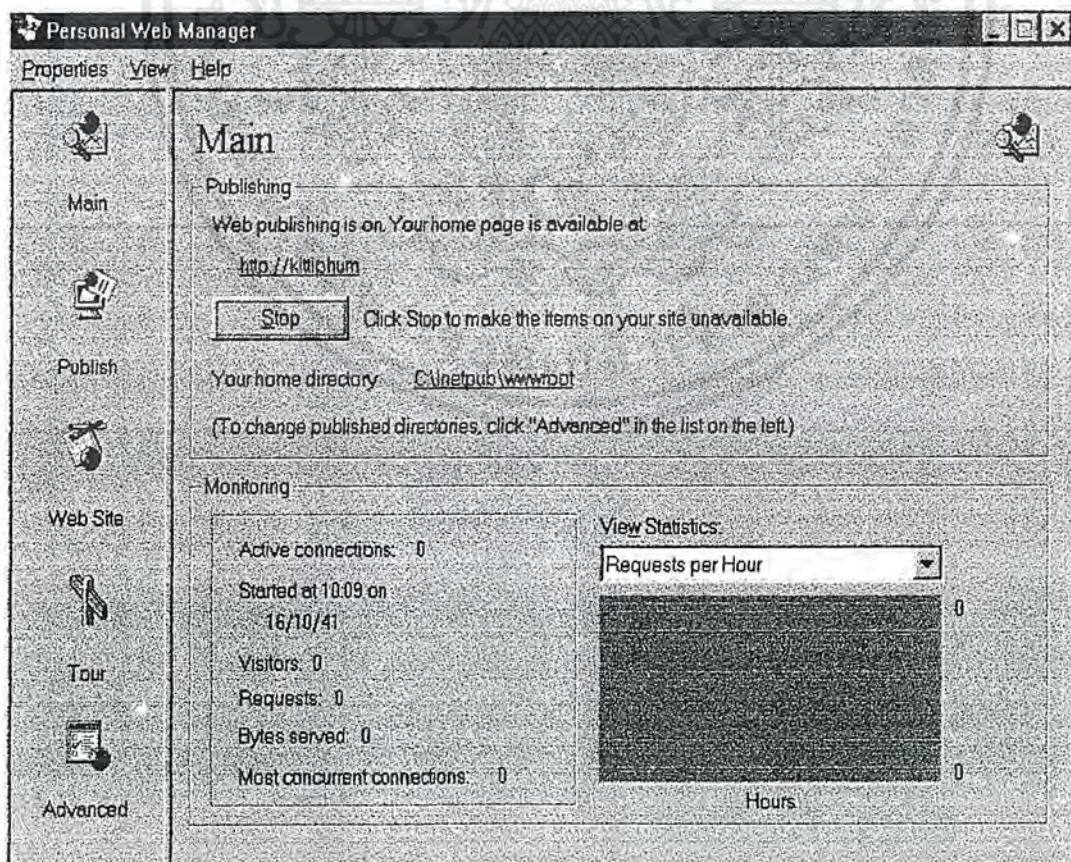 Personal Web Manager
Properties View Help
Main
Publish
Web Site
Tour
Advanced
Main
Publishing
Web publishing is on. Your home page is available at:
http://kittiphum
Stop
Click Stop to make the items on your site unavailable.
Your home directory: C:\Inetpub\wwwroot
(To change published directories, click "Advanced" in the list on the left.)
Monitoring
Active connections: 0
Started at 10:09 on
16/10/41
Visitors: 0
Requests: 0
Bytes served: 0
Most concurrent connections: 0
View Statistics:
Requests per Hour
0
0
Hours